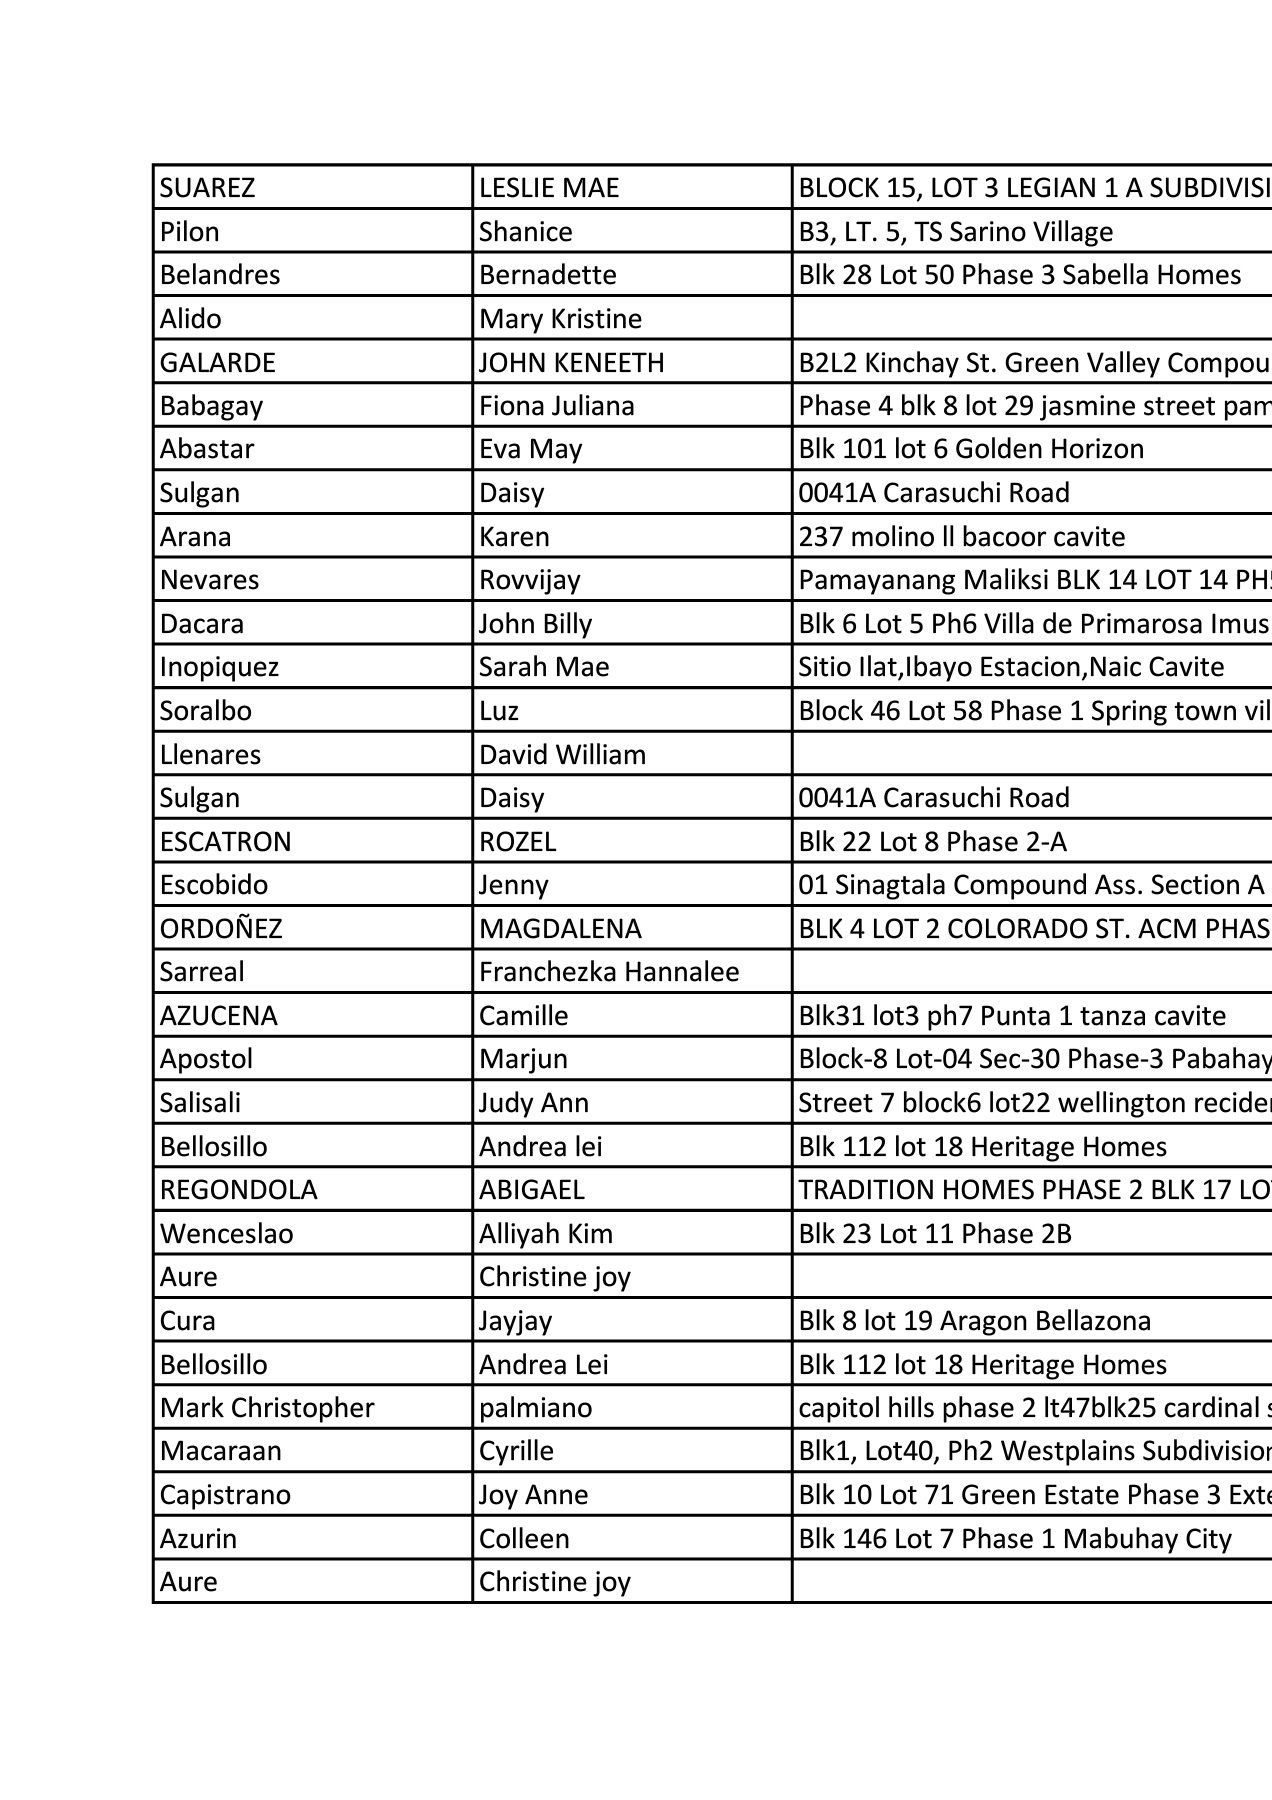 SUAREZ LESLIE MAE BLOCK 15, LOT 3 LEGIAN 1 A SUBDIVISI
Pilon Shanice B3, LT. 5, TS Sarino Village
Belandres Bernadette Blk 28 Lot 50 Phase 3 Sabella Homes
Alido Mary Kristine
GALARDE JOHN KENEETH B2L2 Kinchay St. Green Valley Compou
Babagay Fiona Juliana Phase 4 blk 8 lot 29 jasmine street pam
Abastar Eva May Blk 101 lot 6 Golden Horizon
Sulgan Daisy 0041A Carasuchi Road
Arana Karen 237 molino ll bacoor cavite
Nevares Rovvijay Pamayanang Maliksi BLK 14 LOT 14 PH5
Dacara John Billy Blk 6 Lot 5 Ph6 Villa de Primarosa Imus
Inopiquez Sarah Mae Sitio Ilat,Ibayo Estacion,Naic Cavite
Soralbo Luz Block 46 Lot 58 Phase 1 Spring town vil
Llenares David William
Sulgan Daisy 0041A Carasuchi Road
ESCATRON ROZEL Blk 22 Lot 8 Phase 2-A
Escobido Jenny 01 Sinagtala Compound Ass. Section A
ORDOÑEZ MAGDALENA BLK 4 LOT 2 COLORADO ST. ACM PHAS
Sarreal Franchezka Hannalee
AZUCENA Camille Blk31 lot3 ph7 Punta 1 tanza cavite
Apostol Marjun Block-8 Lot-04 Sec-30 Phase-3 Pabahay
Salisali Judy Ann Street 7 block6 lot22 wellington reciden
Bellosillo Andrea lei Blk 112 lot 18 Heritage Homes
REGONDOLA ABIGAEL TRADITION HOMES PHASE 2 BLK 17 LOT
Wenceslao Alliyah Kim Blk 23 Lot 11 Phase 2B
Aure Christine joy
Cura Jayjay Blk 8 lot 19 Aragon Bellazona
Bellosillo Andrea Lei Blk 112 lot 18 Heritage Homes
Mark Christopher palmiano capitol hills phase 2 lt47blk25 cardinal s
Macaraan Cyrille Blk1, Lot40, Ph2 Westplains Subdivision
Capistrano Joy Anne Blk 10 Lot 71 Green Estate Phase 3 Exte
Azurin Colleen Blk 146 Lot 7 Phase 1 Mabuhay City
Aure Christine joy